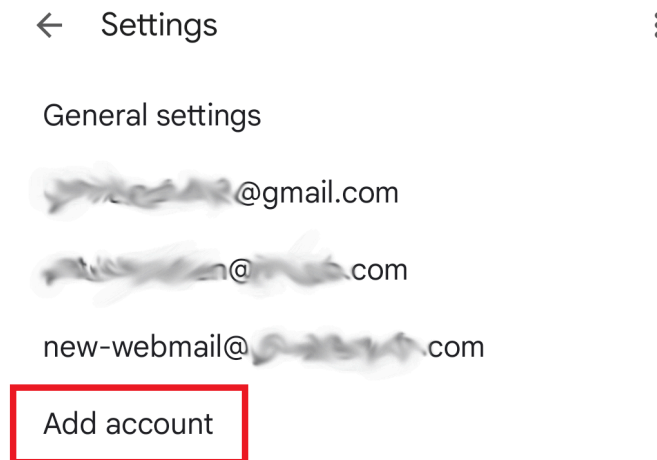 Settings
General settings
@gmail.com
@ .com
new-webmail@ .com
Add account